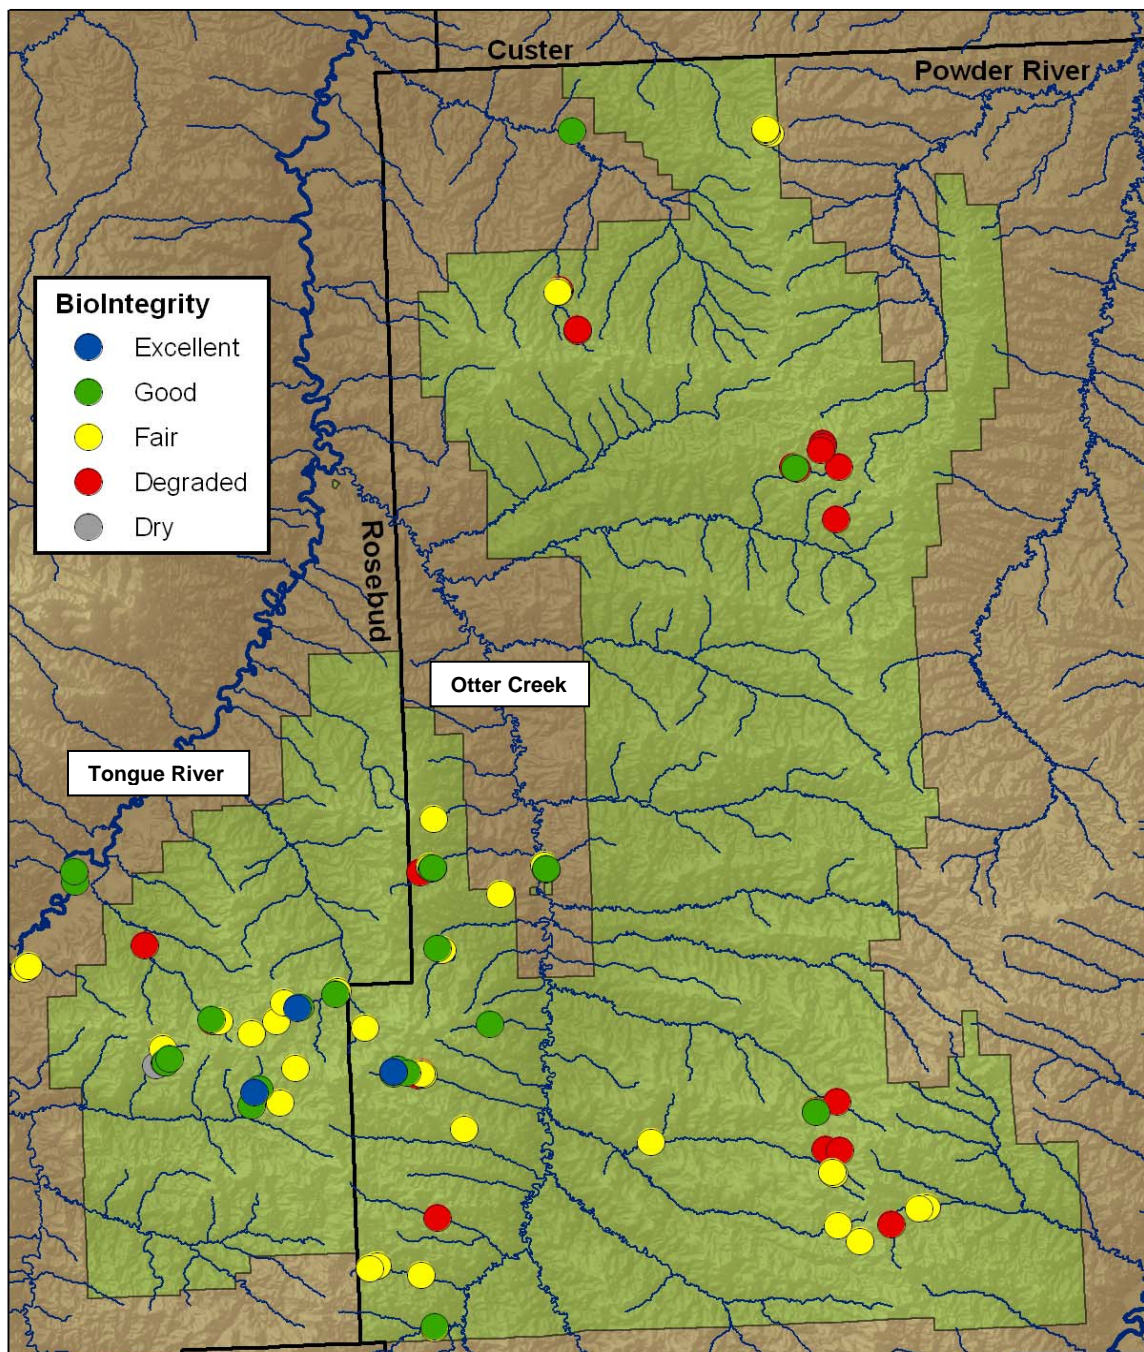 Custer
Powder River
BioIntegrity
Excellent
Good
Fair
Degraded
Dry
Rosebud
Otter Creek
Tongue River